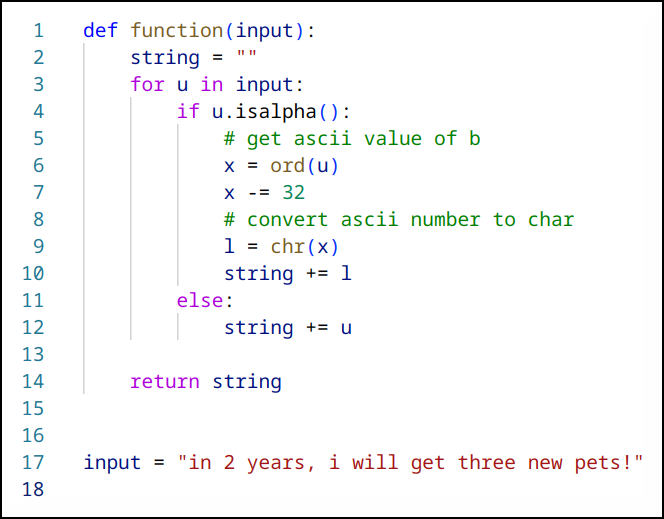 1 def function(input):
2     string = ""
3     for u in input:
4         if u.isalpha():
5             # get ascii value of b
6             x = ord(u)
7             x -= 32
8             # convert ascii number to char
9             l = chr(x)
10             string += l
11         else:
12             string += u
13
14     return string
15
16
17 input = "in 2 years, i will get three new pets!"
18